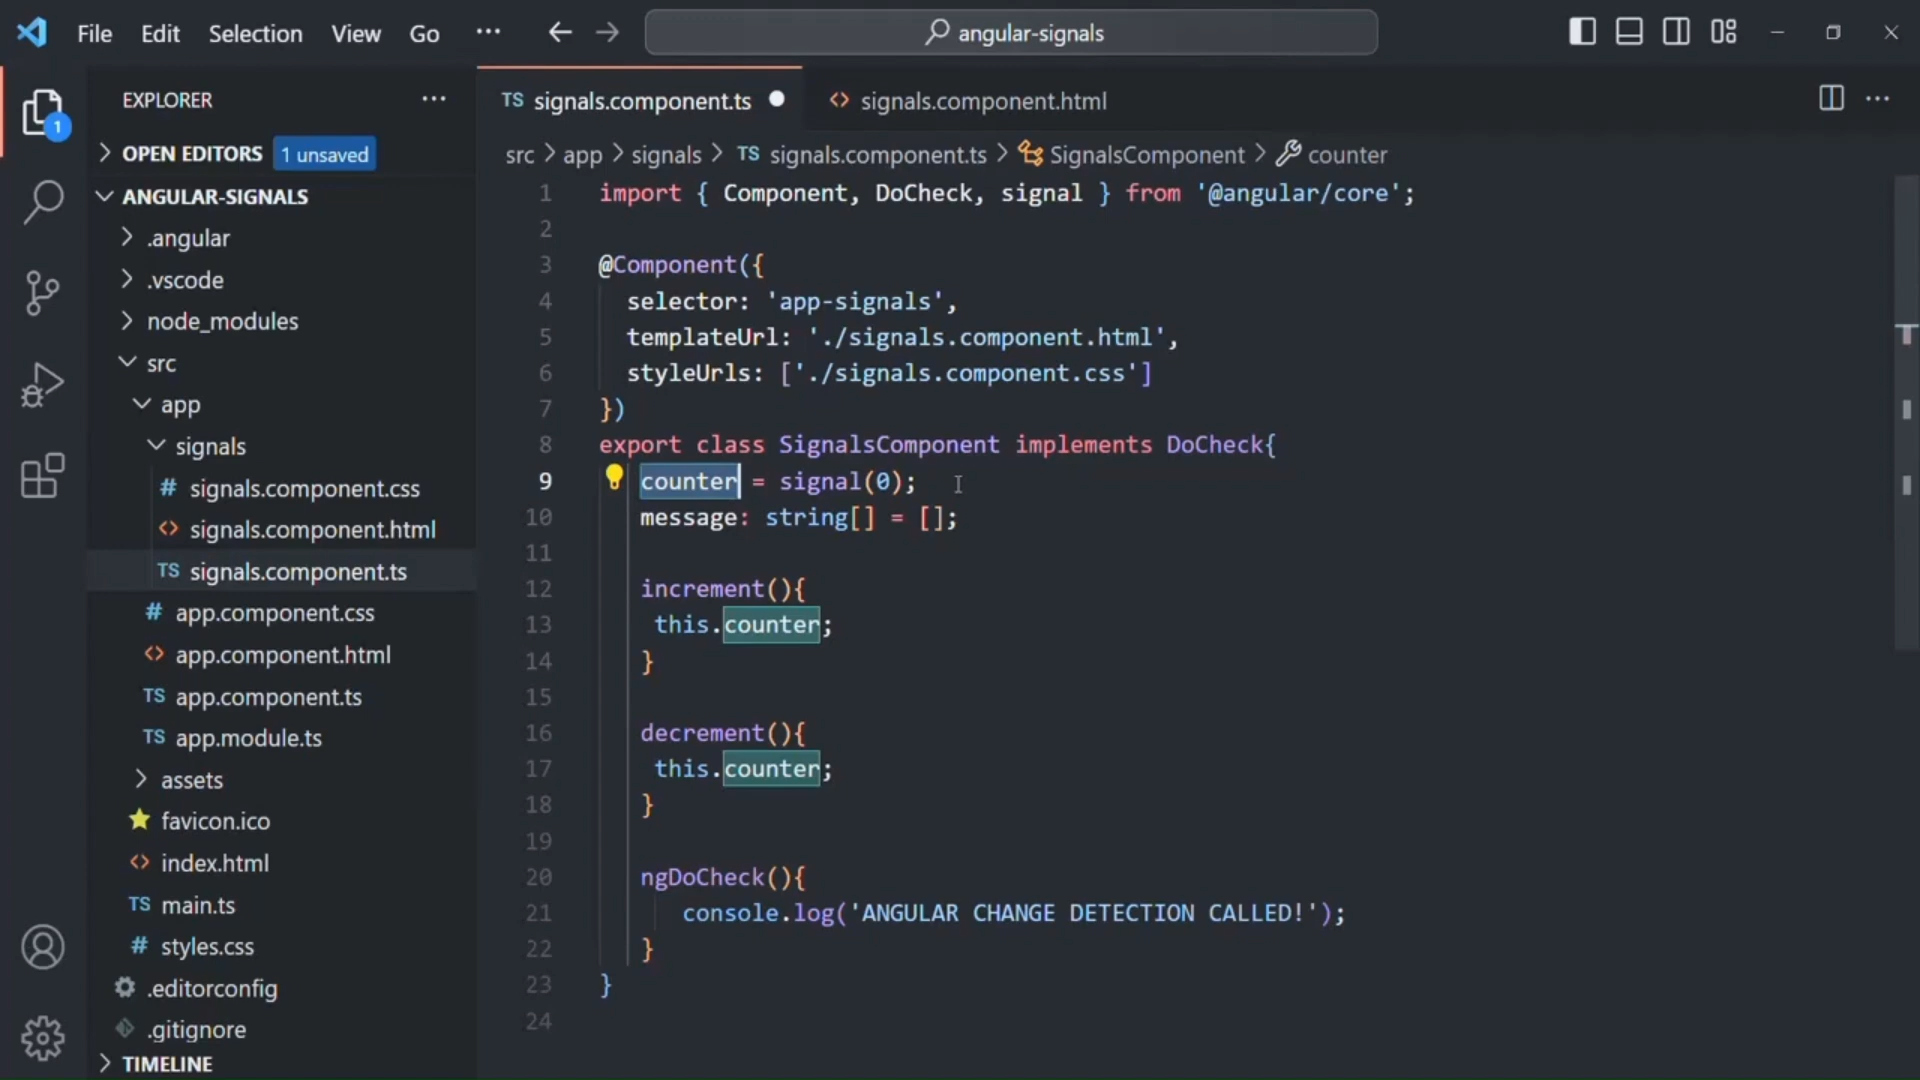 File Edit Selection View Go ··· angular-signals
EXPLORER ···
OPEN EDITORS 1 unsaved
ANGULAR-SIGNALS
.angular
.vscode
node_modules
src
app
signals
# signals.component.css
<> signals.component.html
TS signals.component.ts
# app.component.css
<> app.component.html
TS app.component.ts
TS app.module.ts
assets
favicon.ico
<> index.html
TS main.ts
# styles.css
.editorconfig
.gitignore
TIMELINE
1
TS signals.component.ts <> signals.component.html ···
src > app > signals > TS signals.component.ts > SignalsComponent > counter
1 import { Component, DoCheck, signal } from '@angular/core';
2
3 @Component({
4 selector: 'app-signals',
5 templateUrl: './signals.component.html',
6 styleUrls: ['./signals.component.css']
7 })
8 export class SignalsComponent implements DoCheck{
9 counter = signal(0);
10 message: string[] = [];
11
12 increment(){
13 this.counter;
14 }
15
16 decrement(){
17 this.counter;
18 }
19
20 ngDoCheck(){
21 console.log('ANGULAR CHANGE DETECTION CALLED!');
22 }
23 }
24